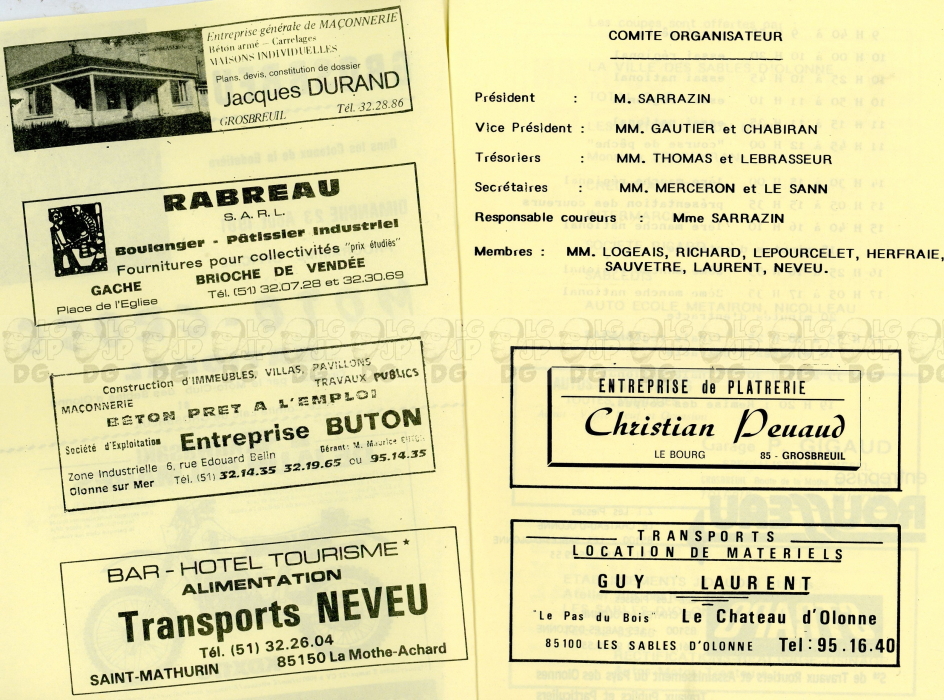 Entreprise générale de MAÇONNERIE
Béton armé — Carrelages
MAISONS INDIVIDUELLES
Plans, devis, constitution de dossier
Jacques DURAND
GROSBREUIL Tél. 32.28.86
RABREAU
S.A.R.L.
Boulanger - Pâtissier Industriel
Fournitures pour collectivités "prix étudiés"
GACHE BRIOCHE DE VENDÉE
Place de l'Eglise Tél. (51) 32.07.28 et 32.30.69
Construction d'IMMEUBLES, VILLAS, PAVILLONS
MAÇONNERIE TRAVAUX PUBLICS
BÉTON PRET A L'EMPLOI
Société d'Exploitation Entreprise BUTON
Gérant: M. Maurice BUTON
Zone Industrielle 6, rue Edouard Belin
Olonne sur Mer Tél. (51) 32.14.35 32.19.65 ou 95.14.35
BAR - HOTEL TOURISME *
ALIMENTATION
Transports NEVEU
Tél. (51) 32.26.04
SAINT-MATHURIN 85150 La Mothe-Achard
COMITE ORGANISATEUR
Président : M. SARRAZIN
Vice Président : MM. GAUTIER et CHABIRAN
Trésoriers : MM. THOMAS et LEBRASSEUR
Secrétaires : MM. MERCERON et LE SANN
Responsable coureurs : Mme SARRAZIN
Membres : MM. LOGEAIS, RICHARD, LEPOURCELET, HERFRAIE,
SAUVETRE, LAURENT, NEVEU.
ENTREPRISE de PLATRERIE
Christian Peuaud
LE BOURG 85 - GROSBREUIL
TRANSPORTS
LOCATION DE MATERIELS
GUY LAURENT
"Le Pas du Bois" Le Chateau d'Olonne
85100 LES SABLES D'OLONNE Tel: 95.16.40